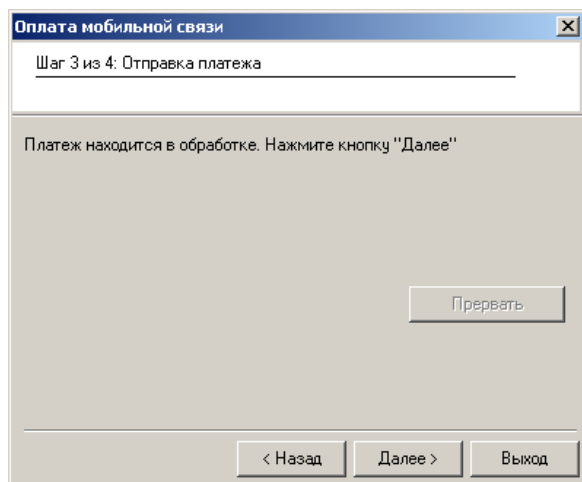 Оплата мобильной связи
Шаг 3 из 4: Отправка платежа
Платеж находится в обработке. Нажмите кнопку "Далее"
Прервать
< Назад
Далее >
Выход